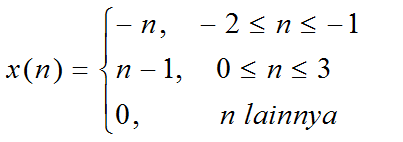 − n, − 2 ≤ n ≤ −1
x(n) = { n − 1, 0 ≤ n ≤ 3
0, n lainnya